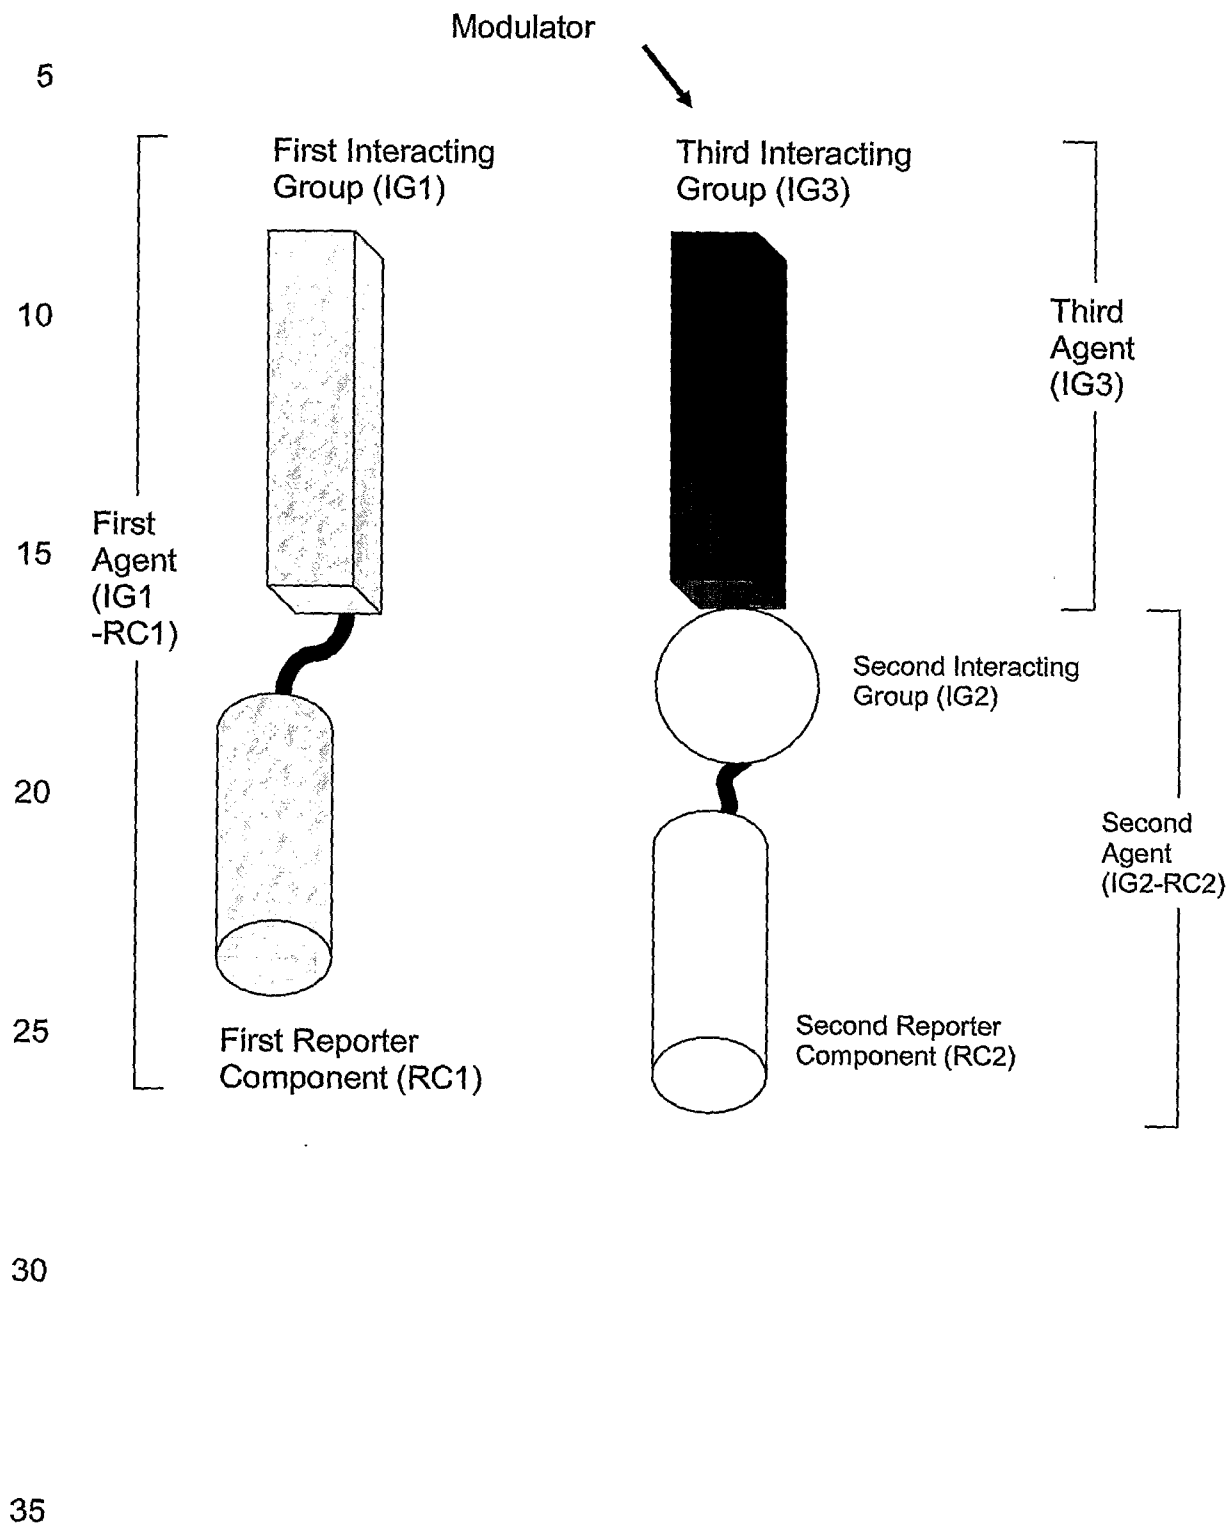 Modulator
5
First Interacting
Group (IG1)
Third Interacting
Group (IG3)
10
Third
Agent
(IG3)
First
Agent
(IG1
-RC1)
15
Second Interacting
Group (IG2)
20
Second
Agent
(IG2-RC2)
25
First Reporter
Component (RC1)
Second Reporter
Component (RC2)
30
35